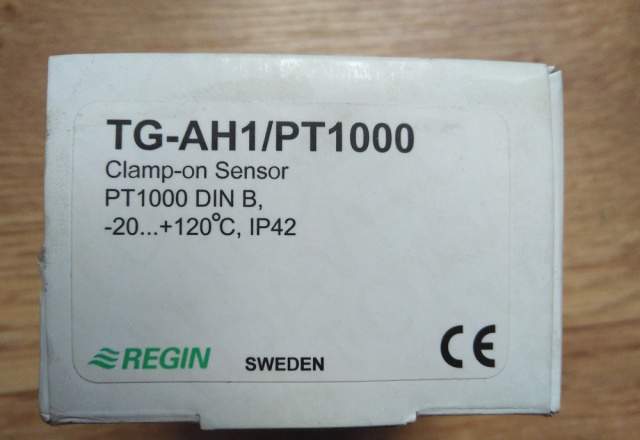 TG-AH1/PT1000
Clamp-on Sensor
PT1000 DIN B,
-20...+120°C, IP42
REGIN SWEDEN CE